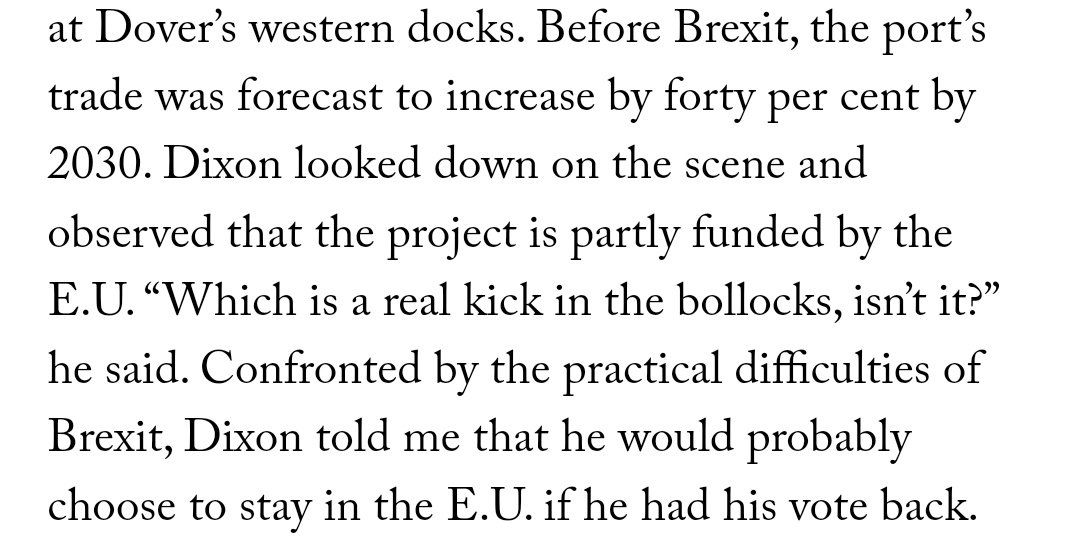 at Dover’s western docks. Before Brexit, the port’s
trade was forecast to increase by forty per cent by
2030. Dixon looked down on the scene and
observed that the project is partly funded by the
E.U. “Which is a real kick in the bollocks, isn’t it?”
he said. Confronted by the practical difficulties of
Brexit, Dixon told me that he would probably
choose to stay in the E.U. if he had his vote back.